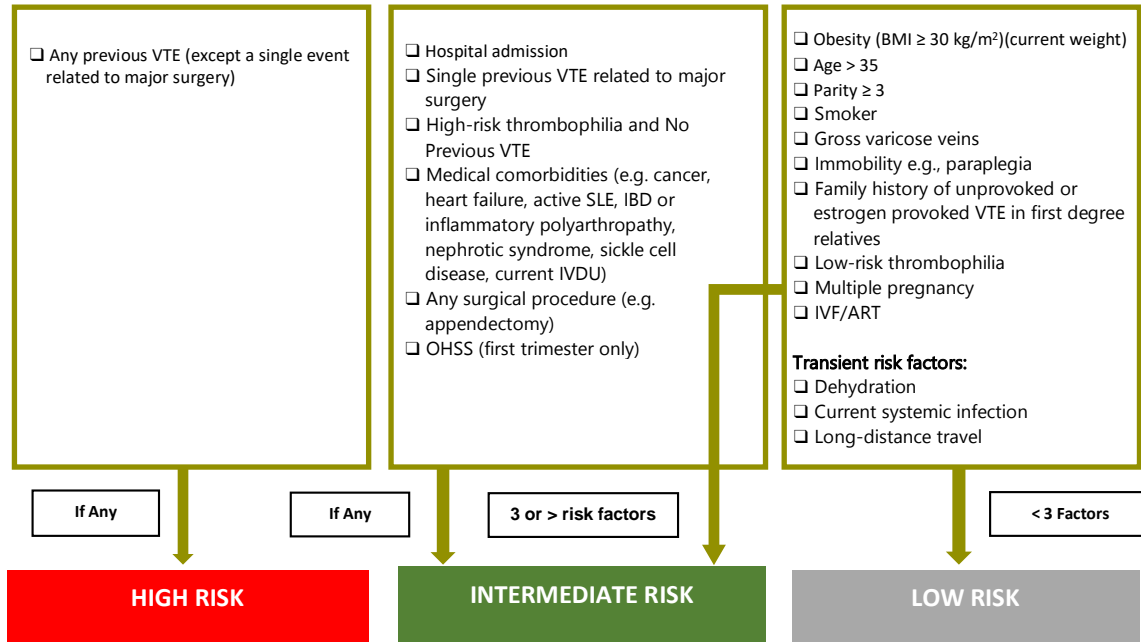 ❑ Any previous VTE (except a single event
related to major surgery)
❑ Hospital admission
❑ Single previous VTE related to major
surgery
❑ High-risk thrombophilia and No
Previous VTE
❑ Medical comorbidities (e.g. cancer,
heart failure, active SLE, IBD or
inflammatory polyarthropathy,
nephrotic syndrome, sickle cell
disease, current IVDU)
❑ Any surgical procedure (e.g.
appendectomy)
❑ OHSS (first trimester only)
❑ Obesity (BMI ≥ 30 kg/m²)(current weight)
❑ Age > 35
❑ Parity ≥ 3
❑ Smoker
❑ Gross varicose veins
❑ Immobility e.g., paraplegia
❑ Family history of unprovoked or
estrogen provoked VTE in first degree
relatives
❑ Low-risk thrombophilia
❑ Multiple pregnancy
❑ IVF/ART
Transient risk factors:
❑ Dehydration
❑ Current systemic infection
❑ Long-distance travel
If Any
If Any
3 or > risk factors
< 3 Factors
HIGH RISK
INTERMEDIATE RISK
LOW RISK